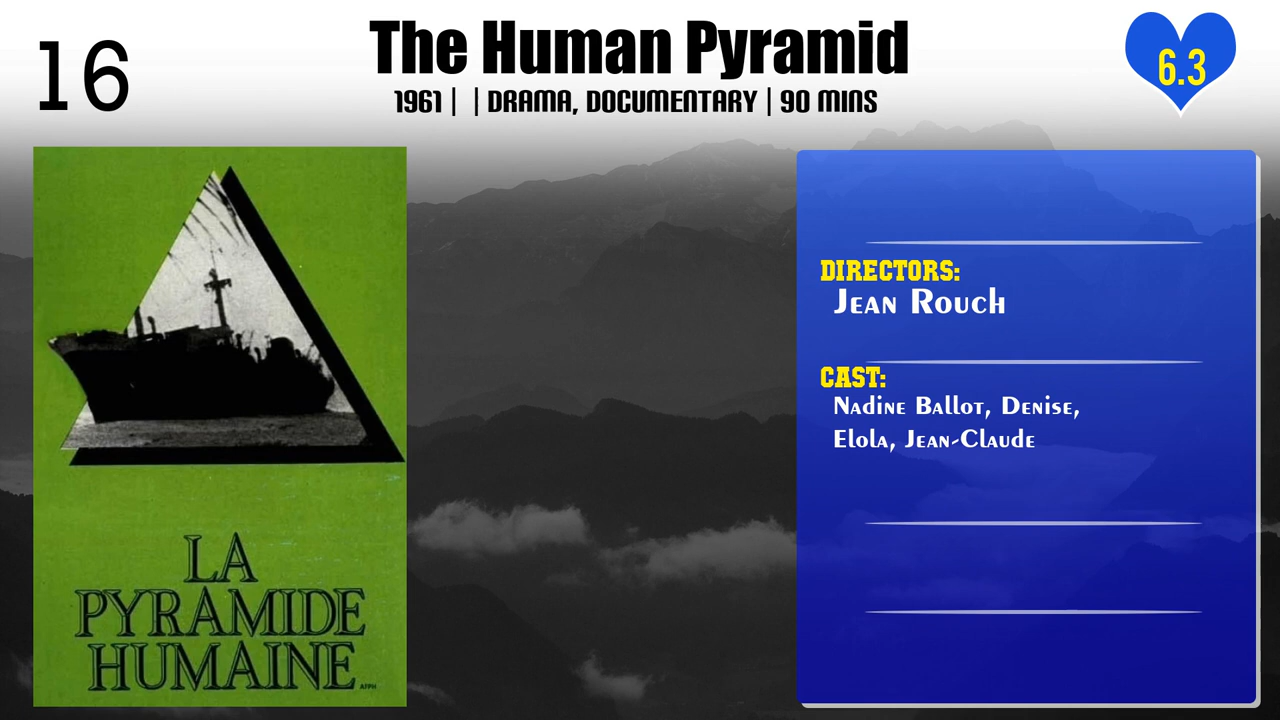 16
The Human Pyramid
1961 | | DRAMA, DOCUMENTARY | 90 MINS
6.3
DIRECTORS:
Jean Rouch
CAST:
Nadine Ballot, Denise,
Elola, Jean-Claude
LA
PYRAMIDE
HUMAINE
AFPH